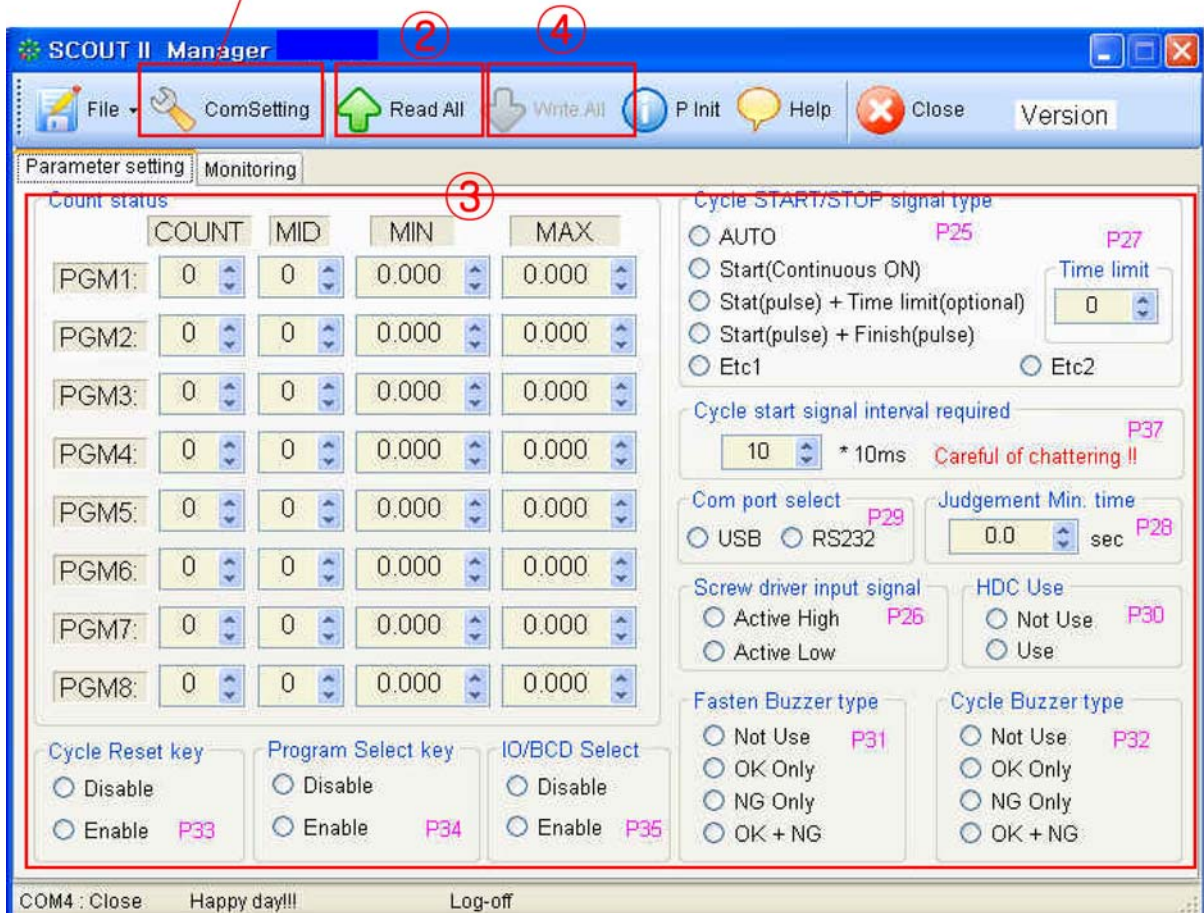 ② ④
SCOUT II Manager
File ComSetting Read All Write All P Init Help Close Version
Parameter setting Monitoring
③
Count status
COUNT MID MIN MAX
PGM1: 0 0 0.000 0.000
PGM2: 0 0 0.000 0.000
PGM3: 0 0 0.000 0.000
PGM4: 0 0 0.000 0.000
PGM5: 0 0 0.000 0.000
PGM6: 0 0 0.000 0.000
PGM7: 0 0 0.000 0.000
PGM8: 0 0 0.000 0.000
Cycle START/STOP signal type
AUTO P25 P27
Start(Continuous ON) Time limit
Stat(pulse) + Time limit(optional) 0
Start(pulse) + Finish(pulse)
Etc1 Etc2
Cycle start signal interval required P37
10 * 10ms Careful of chattering !!
Com port select P29
USB RS232
Judgement Min. time
0.0 sec P28
Screw driver input signal
Active High P26
Active Low
HDC Use
Not Use P30
Use
Fasten Buzzer type
Not Use P31
OK Only
NG Only
OK + NG
Cycle Buzzer type
Not Use P32
OK Only
NG Only
OK + NG
Cycle Reset key
Disable
Enable P33
Program Select key
Disable
Enable P34
IO/BCD Select
Disable
Enable P35
COM4 : Close Happy day!!! Log-off